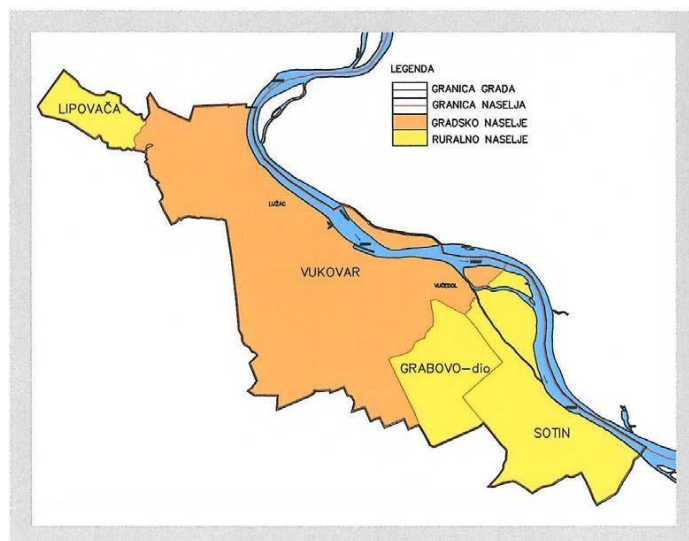 LEGENDA
GRANICA GRADA
GRANICA NASELJA
GRADSKO NASELJE
RURALNO NASELJE
LIPOVAČA
LUŽAC
VUKOVAR
VUČEDOL
GRABOVO-dio
SOTIN